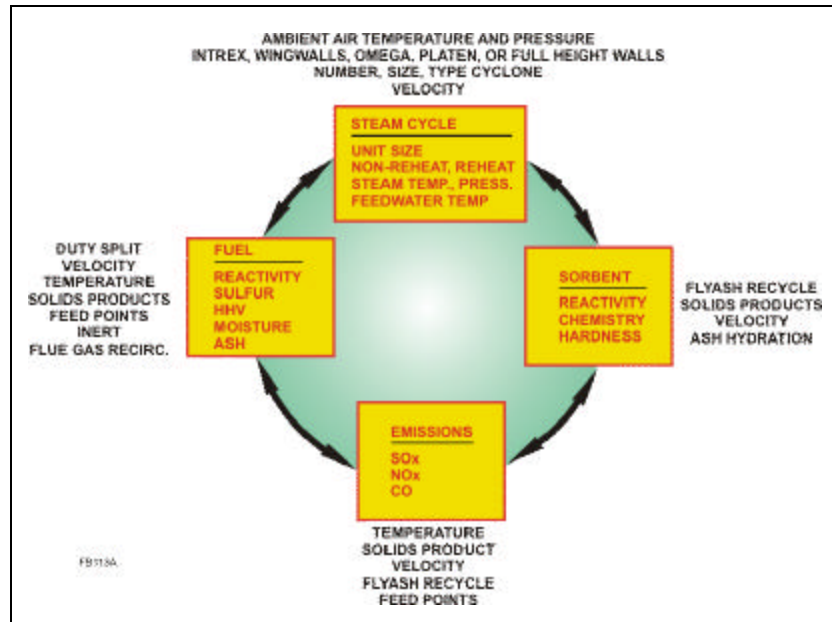 AMBIENT AIR TEMPERATURE AND PRESSURE
INTREX, WINGWALLS, OMEGA, PLATEN, OR FULL HEIGHT WALLS
NUMBER, SIZE, TYPE CYCLONE
VELOCITY
STEAM CYCLE
UNIT SIZE
NON-REHEAT, REHEAT
STEAM TEMP., PRESS.
FEEDWATER TEMP
DUTY SPLIT
VELOCITY
TEMPERATURE
SOLIDS PRODUCTS
FEED POINTS
INERT
FLUE GAS RECIRC.
FUEL
REACTIVITY
SULFUR
HHV
MOISTURE
ASH
SORBENT
REACTIVITY
CHEMISTRY
HARDNESS
FLYASH RECYCLE
SOLIDS PRODUCTS
VELOCITY
ASH HYDRATION
EMISSIONS
SOx
NOx
CO
TEMPERATURE
SOLIDS PRODUCT
VELOCITY
FLYASH RECYCLE
FEED POINTS
FB113A